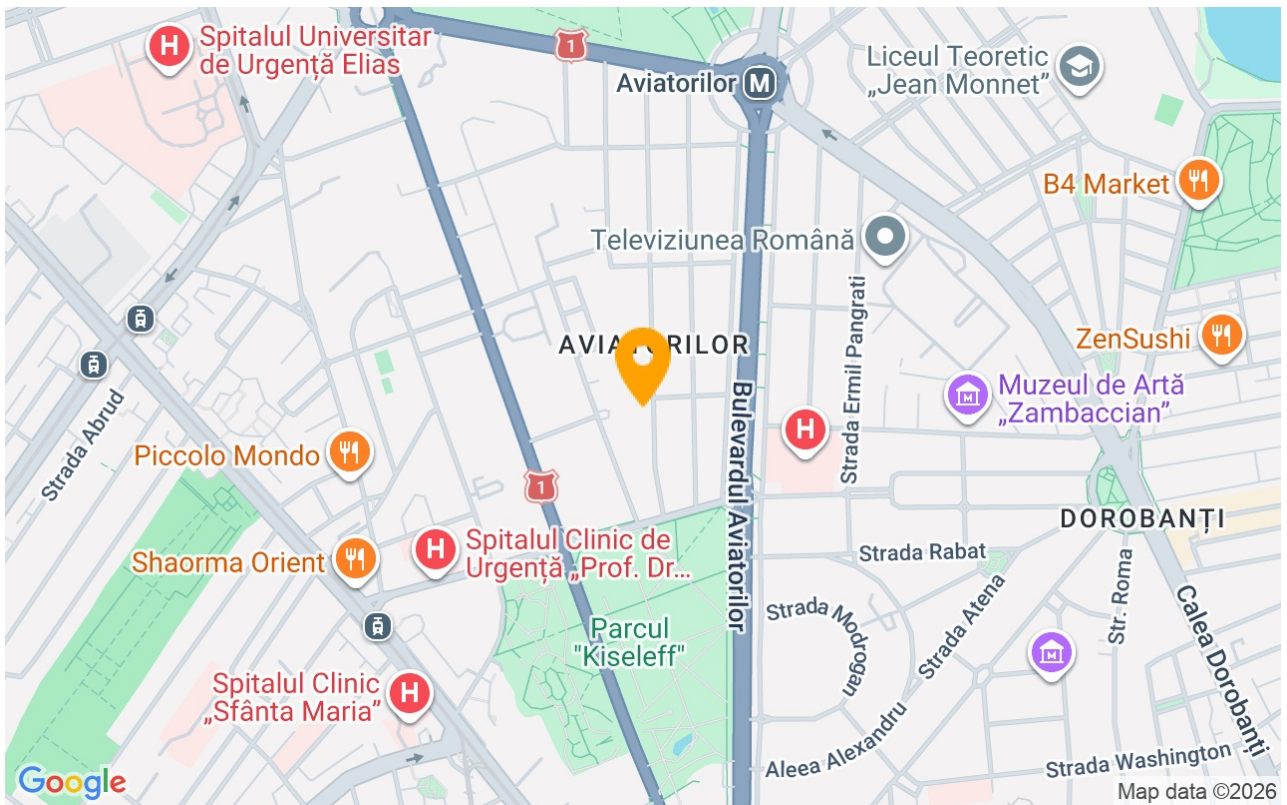 Spitalul Universitar
de Urgență Elias
1
Aviatorilor
M
Liceul Teoretic
„Jean Monnet”
B4 Market
Televiziunea Română
AVIATORILOR
Strada Ermil Pangrati
ZenSushi
Muzeul de Artă
„Zambaccian”
Bulevardul Aviatorilor
H
H
Strada Abrud
Piccolo Mondo
1
DOROBANȚI
Shaorma Orient
H
Spitalul Clinic de
Urgență „Prof. Dr...
Strada Rabat
Strada Atena
Str. Roma
Calea Dorobanți
Parcul
"Kiseleff"
Strada Modrogan
M
Spitalul Clinic
„Sfânta Maria”
H
Aleea Alexandru
Strada Washington
Google
Map data ©2026